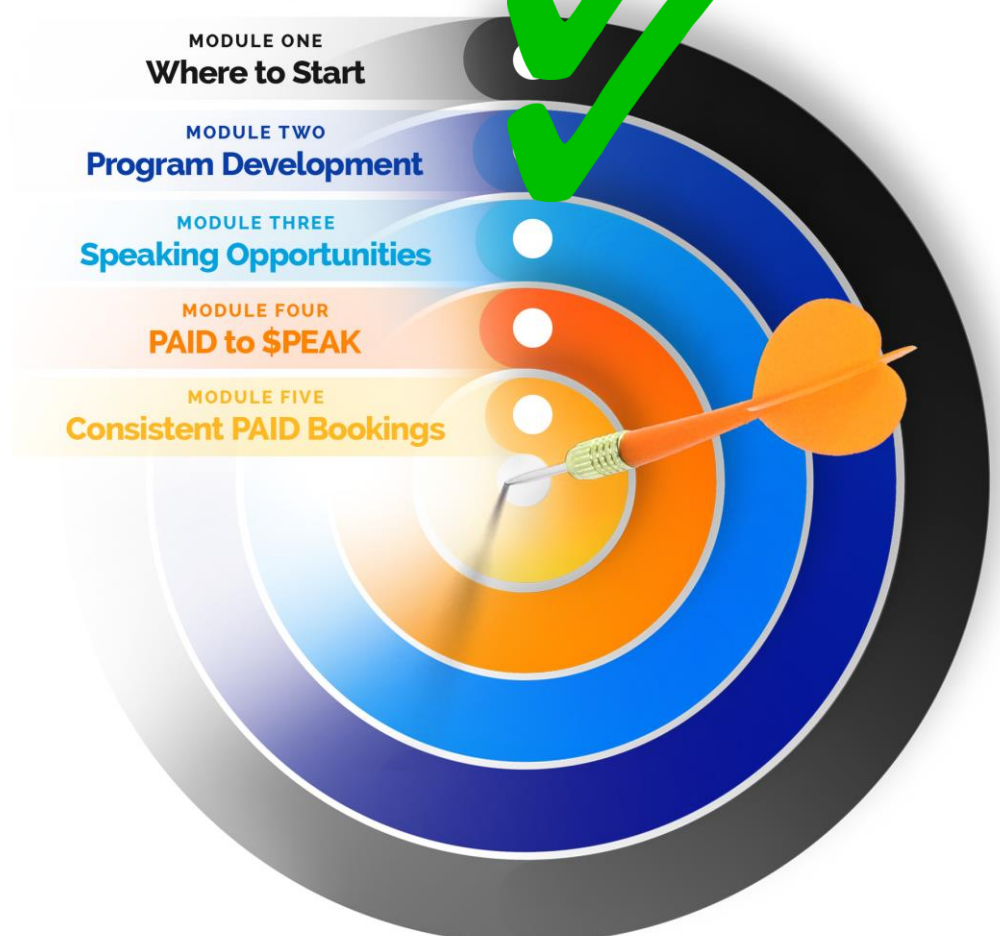 MODULE ONE
Where to Start
MODULE TWO
Program Development
MODULE THREE
Speaking Opportunities
MODULE FOUR
PAID to $PEAK
MODULE FIVE
Consistent PAID Bookings